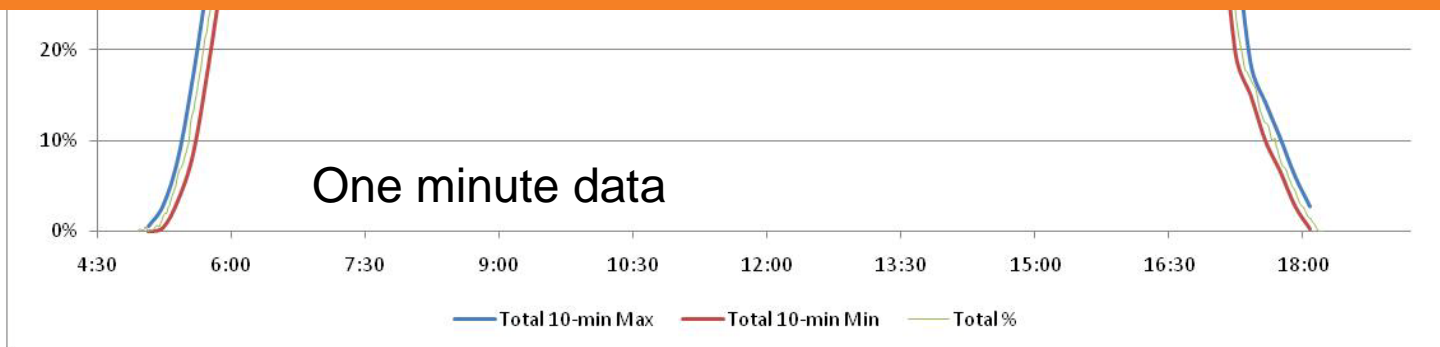 20%
10%
One minute data
0%
4:30 6:00 7:30 9:00 10:30 12:00 13:30 15:00 16:30 18:00
Total 10-min Max Total 10-min Min Total %